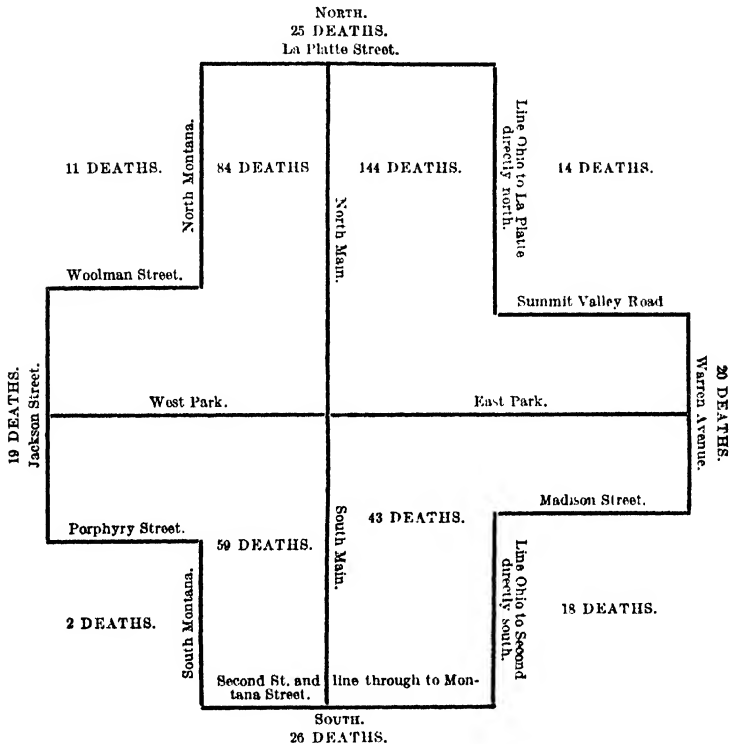 NORTH.
25 DEATHS.
La Platte Street.
11 DEATHS.
North Montana.
84 DEATHS
North Main.
144 DEATHS.
Line Ohio to La Platte
directly north.
14 DEATHS.
Woolman Street.
Summit Valley Road
19 DEATHS.
Jackson Street.
West Park.
East Park.
Warren Avenue.
20 DEATHS.
Porphyry Street.
59 DEATHS.
South Main.
43 DEATHS.
Madison Street.
2 DEATHS.
South Montana.
Line Ohio to Second
directly south.
18 DEATHS.
Second St. and line through to Mon-
tana Street.
SOUTH.
26 DEATHS.